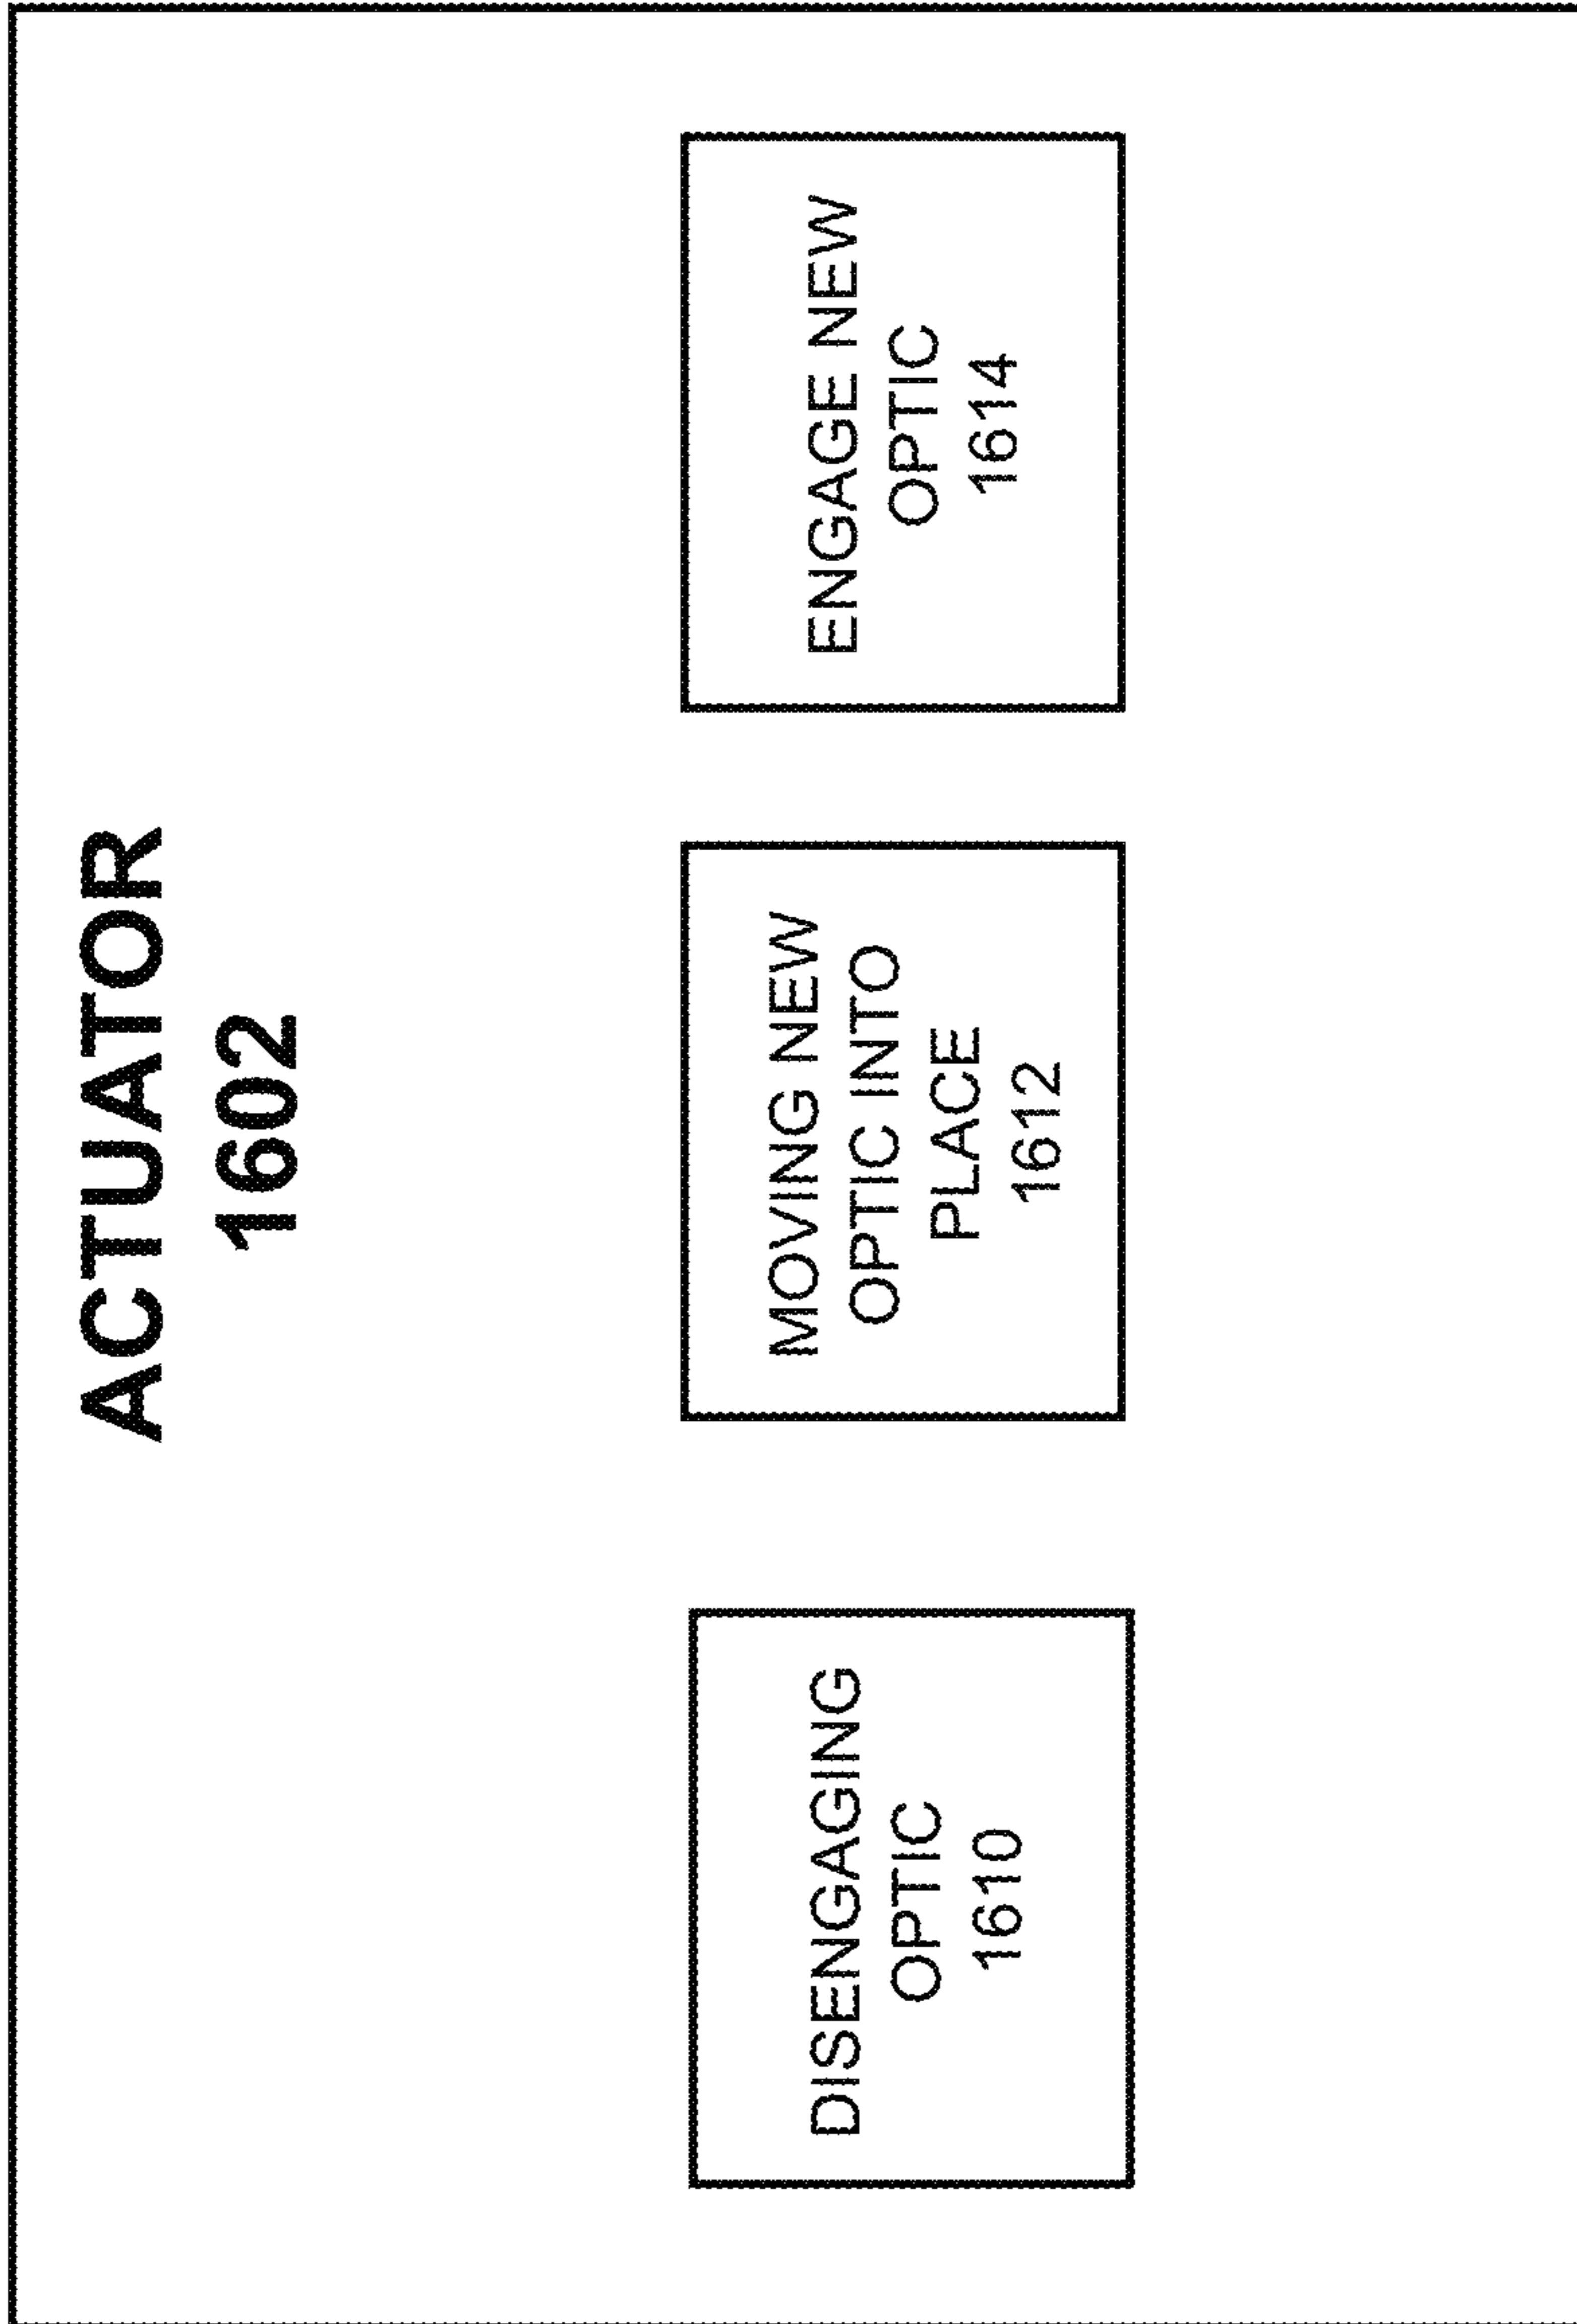 ACTUATOR
1602
DISENGAGING
OPTIC
1610
MOVING NEW
OPTIC INTO
PLACE
1612
ENGAGE NEW
OPTIC
1614